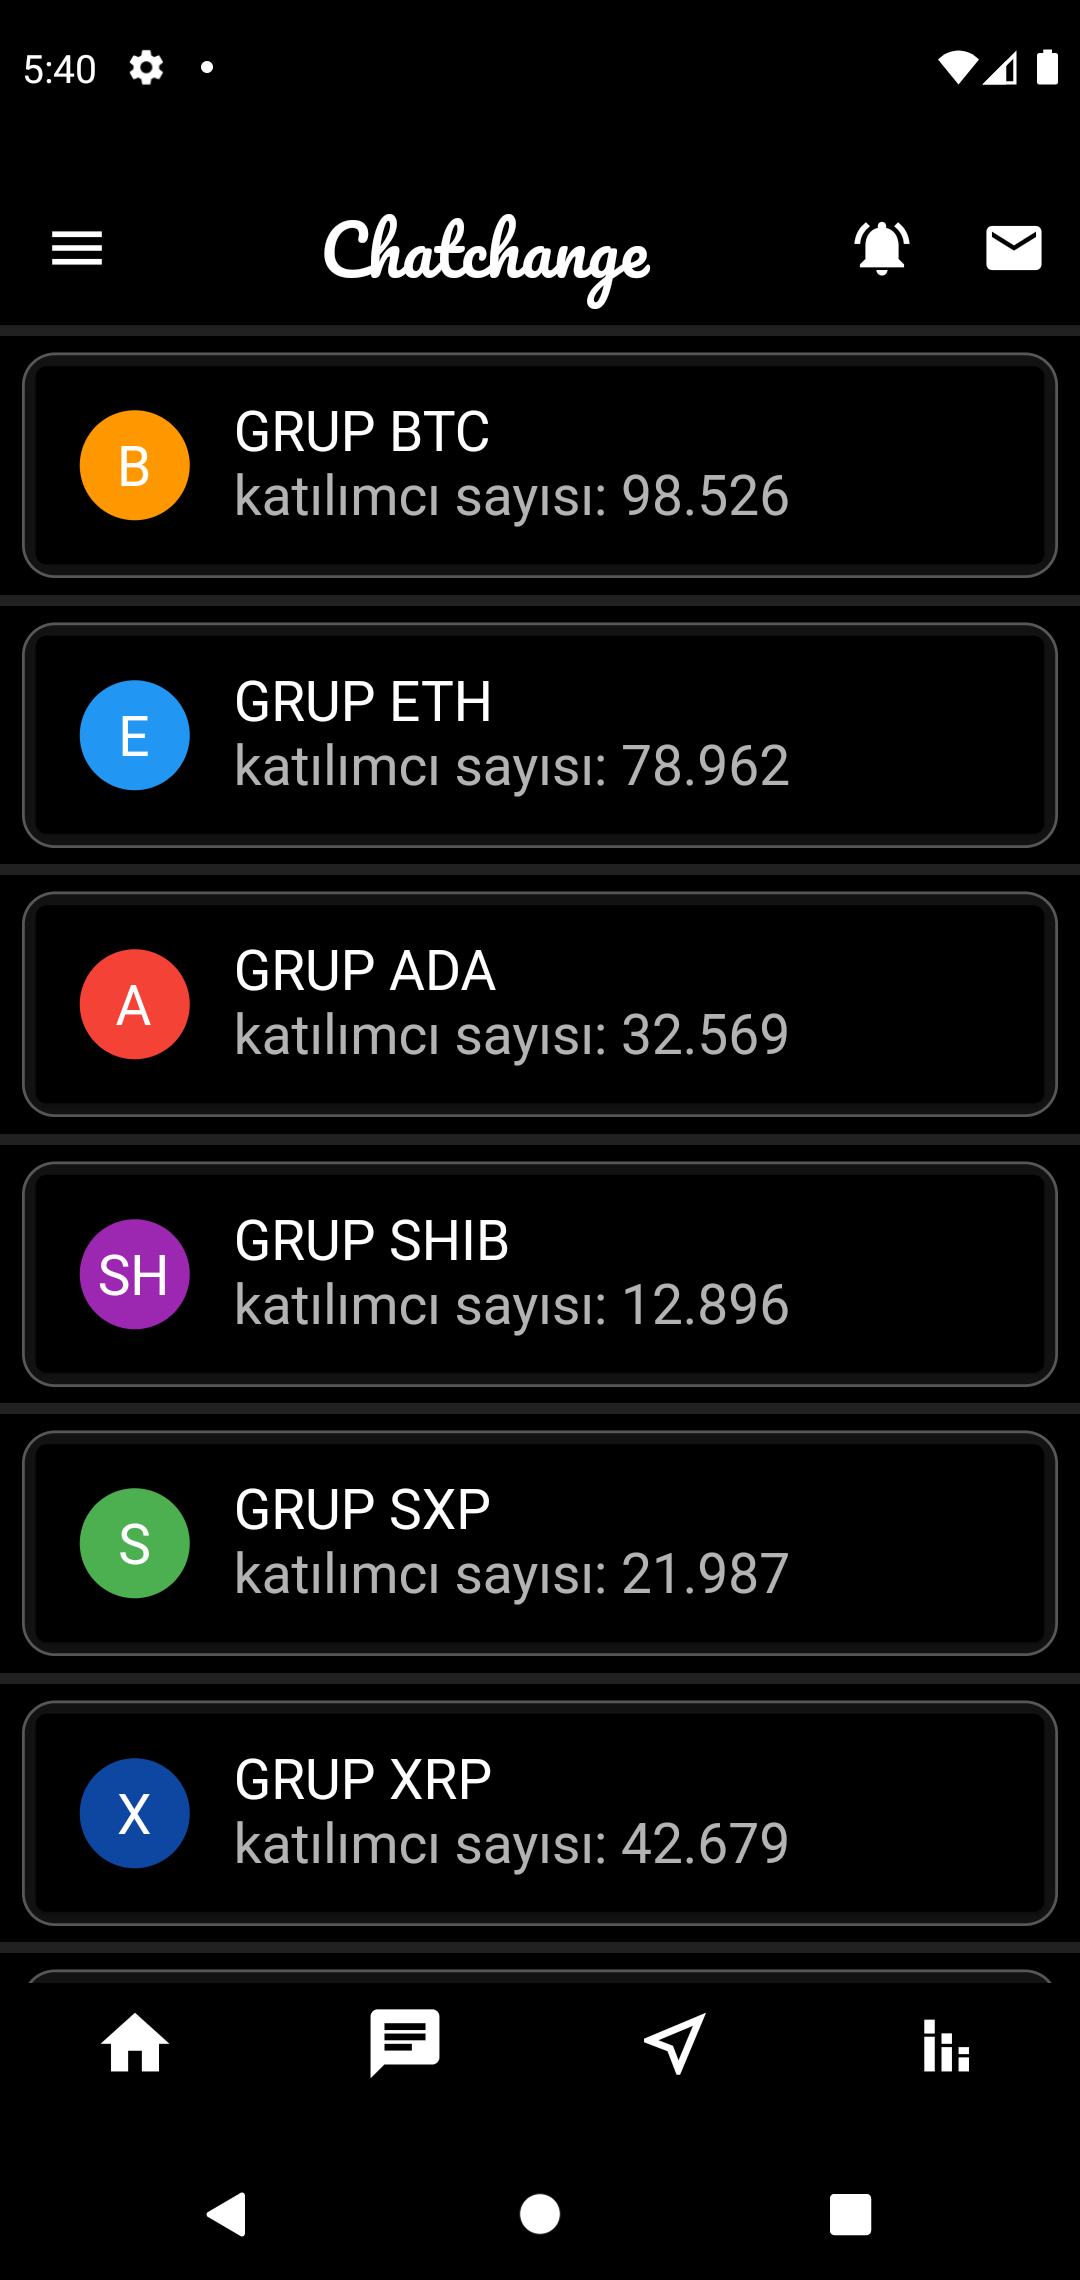 5:40
Chatchange
B
GRUP BTC
katılımcı sayısı: 98.526
E
GRUP ETH
katılımcı sayısı: 78.962
A
GRUP ADA
katılımcı sayısı: 32.569
SH
GRUP SHIB
katılımcı sayısı: 12.896
S
GRUP SXP
katılımcı sayısı: 21.987
X
GRUP XRP
katılımcı sayısı: 42.679